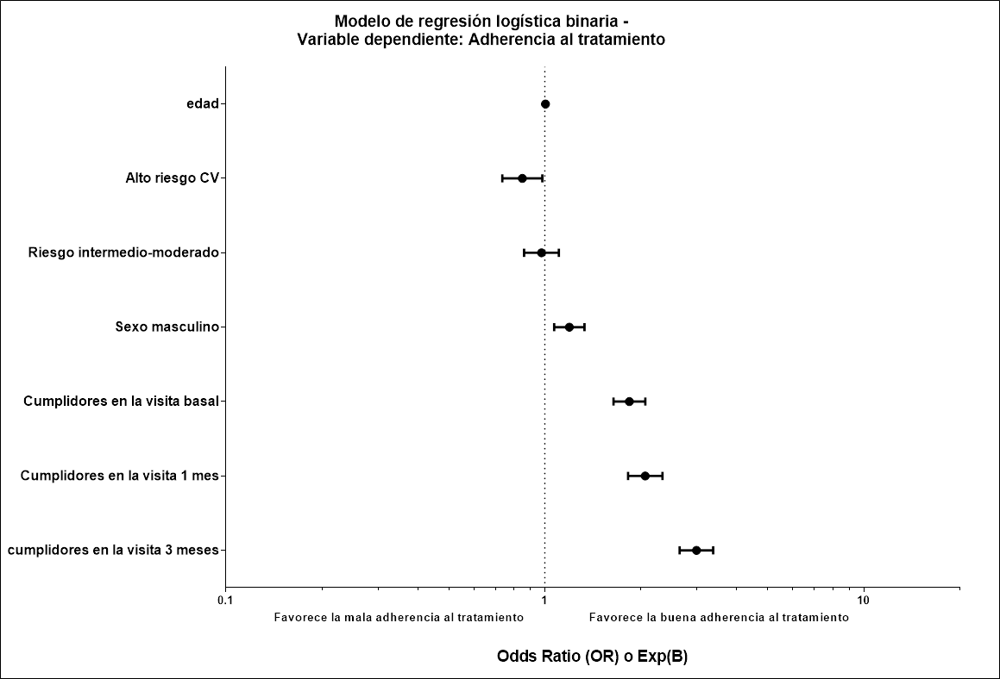 Modelo de regresión logística binaria -
Variable dependiente: Adherencia al tratamiento
edad
Alto riesgo CV
Riesgo intermedio-moderado
Sexo masculino
Cumplidores en la visita basal
Cumplidores en la visita 1 mes
cumplidores en la visita 3 meses
0.1 1 10
Favorece la mala adherencia al tratamiento Favorece la buena adherencia al tratamiento
Odds Ratio (OR) o Exp(B)